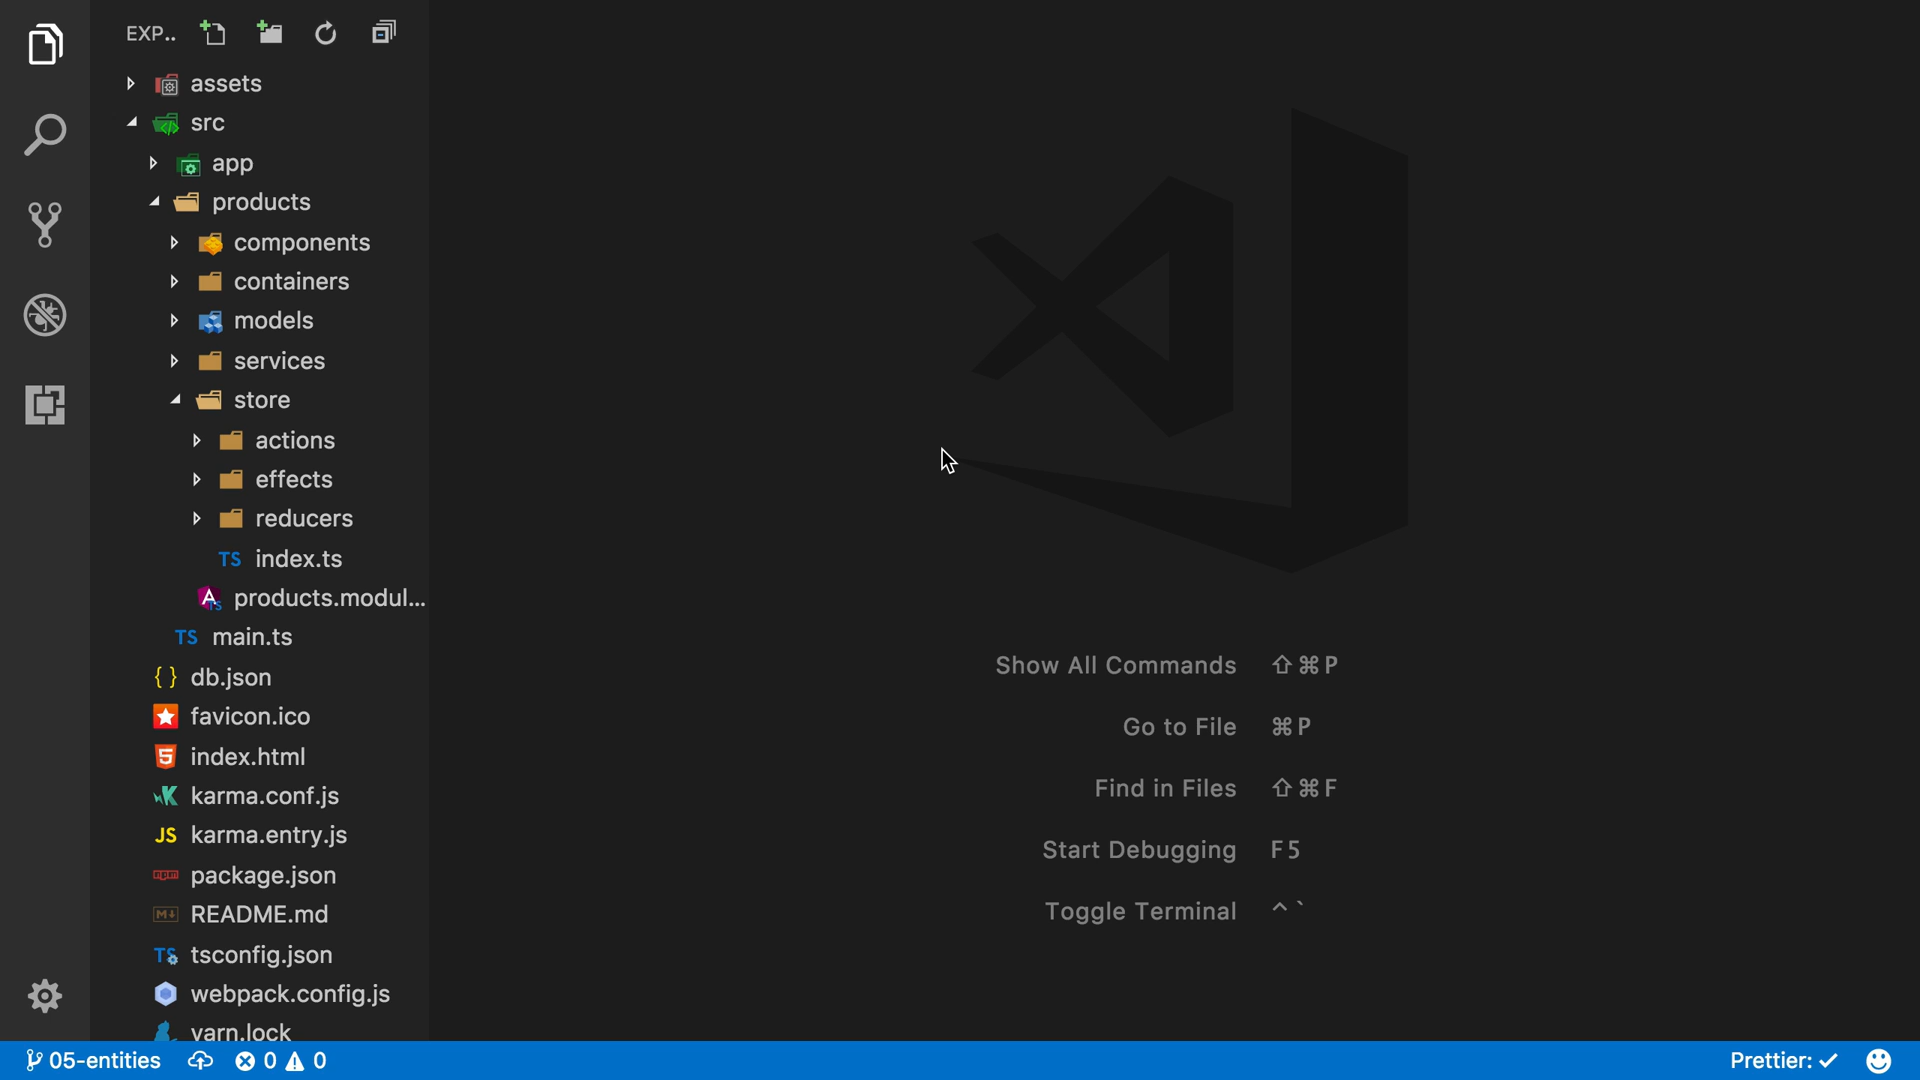 EXP..
assets
src
app
products
components
containers
models
services
store
actions
effects
reducers
TS index.ts
products.modul...
TS main.ts
{ } db.json
favicon.ico
5 index.html
karma.conf.js
JS karma.entry.js
npm package.json
M↓ README.md
TS tsconfig.json
webpack.config.js
yarn.lock
Show All Commands ⇧⌘P
Go to File ⌘P
Find in Files ⇧⌘F
Start Debugging F5
Toggle Terminal ^`
05-entities 0 0 Prettier: ✓